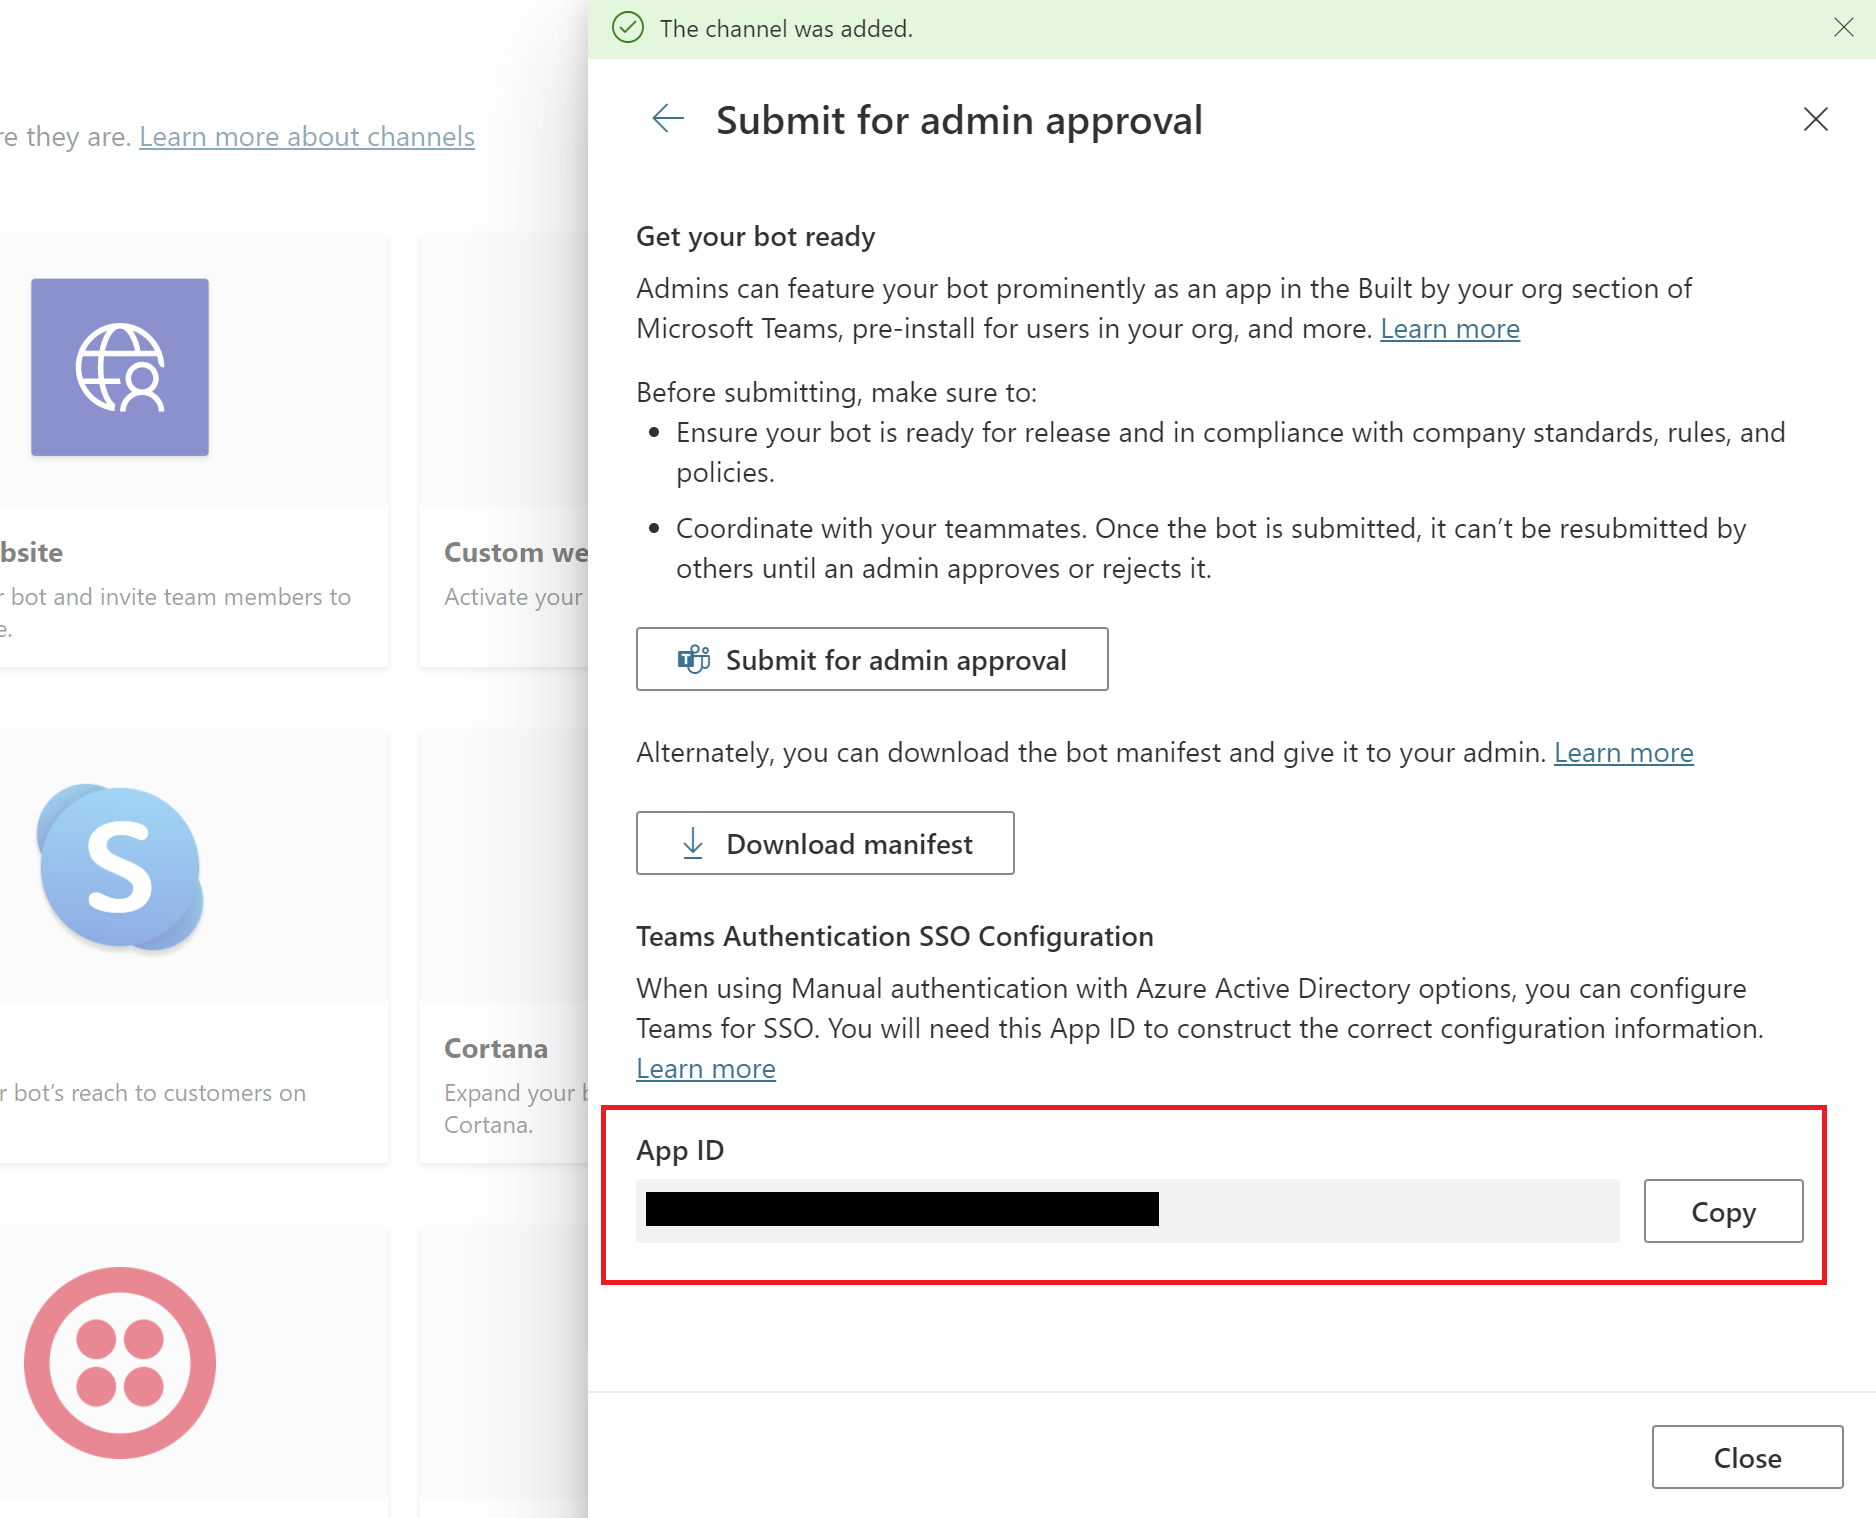 The channel was added.
Submit for admin approval
Get your bot ready
Admins can feature your bot prominently as an app in the Built by your org section of
Microsoft Teams, pre-install for users in your org, and more. Learn more
Before submitting, make sure to:
Ensure your bot is ready for release and in compliance with company standards, rules, and
policies.
Coordinate with your teammates. Once the bot is submitted, it can’t be resubmitted by
others until an admin approves or rejects it.
Submit for admin approval
Alternately, you can download the bot manifest and give it to your admin. Learn more
Download manifest
Teams Authentication SSO Configuration
When using Manual authentication with Azure Active Directory options, you can configure
Teams for SSO. You will need this App ID to construct the correct configuration information.
Learn more
App ID
Copy
Close
they are. Learn more about channels
Custom
bot and invite team members to
Activate your
S
Cortana
bot’s reach to customers on
Expand your
Cortana.